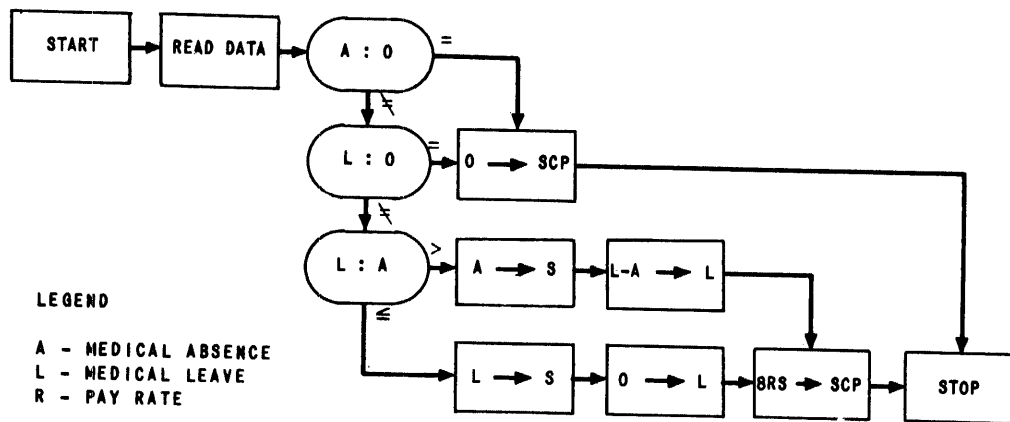 START
READ DATA
A : 0
=
≠
L : 0
=
0 → SCP
≠
L : A
>
A → S
L-A → L
≤
L → S
0 → L
8RS → SCP
STOP
LEGEND
A - MEDICAL ABSENCE
L - MEDICAL LEAVE
R - PAY RATE